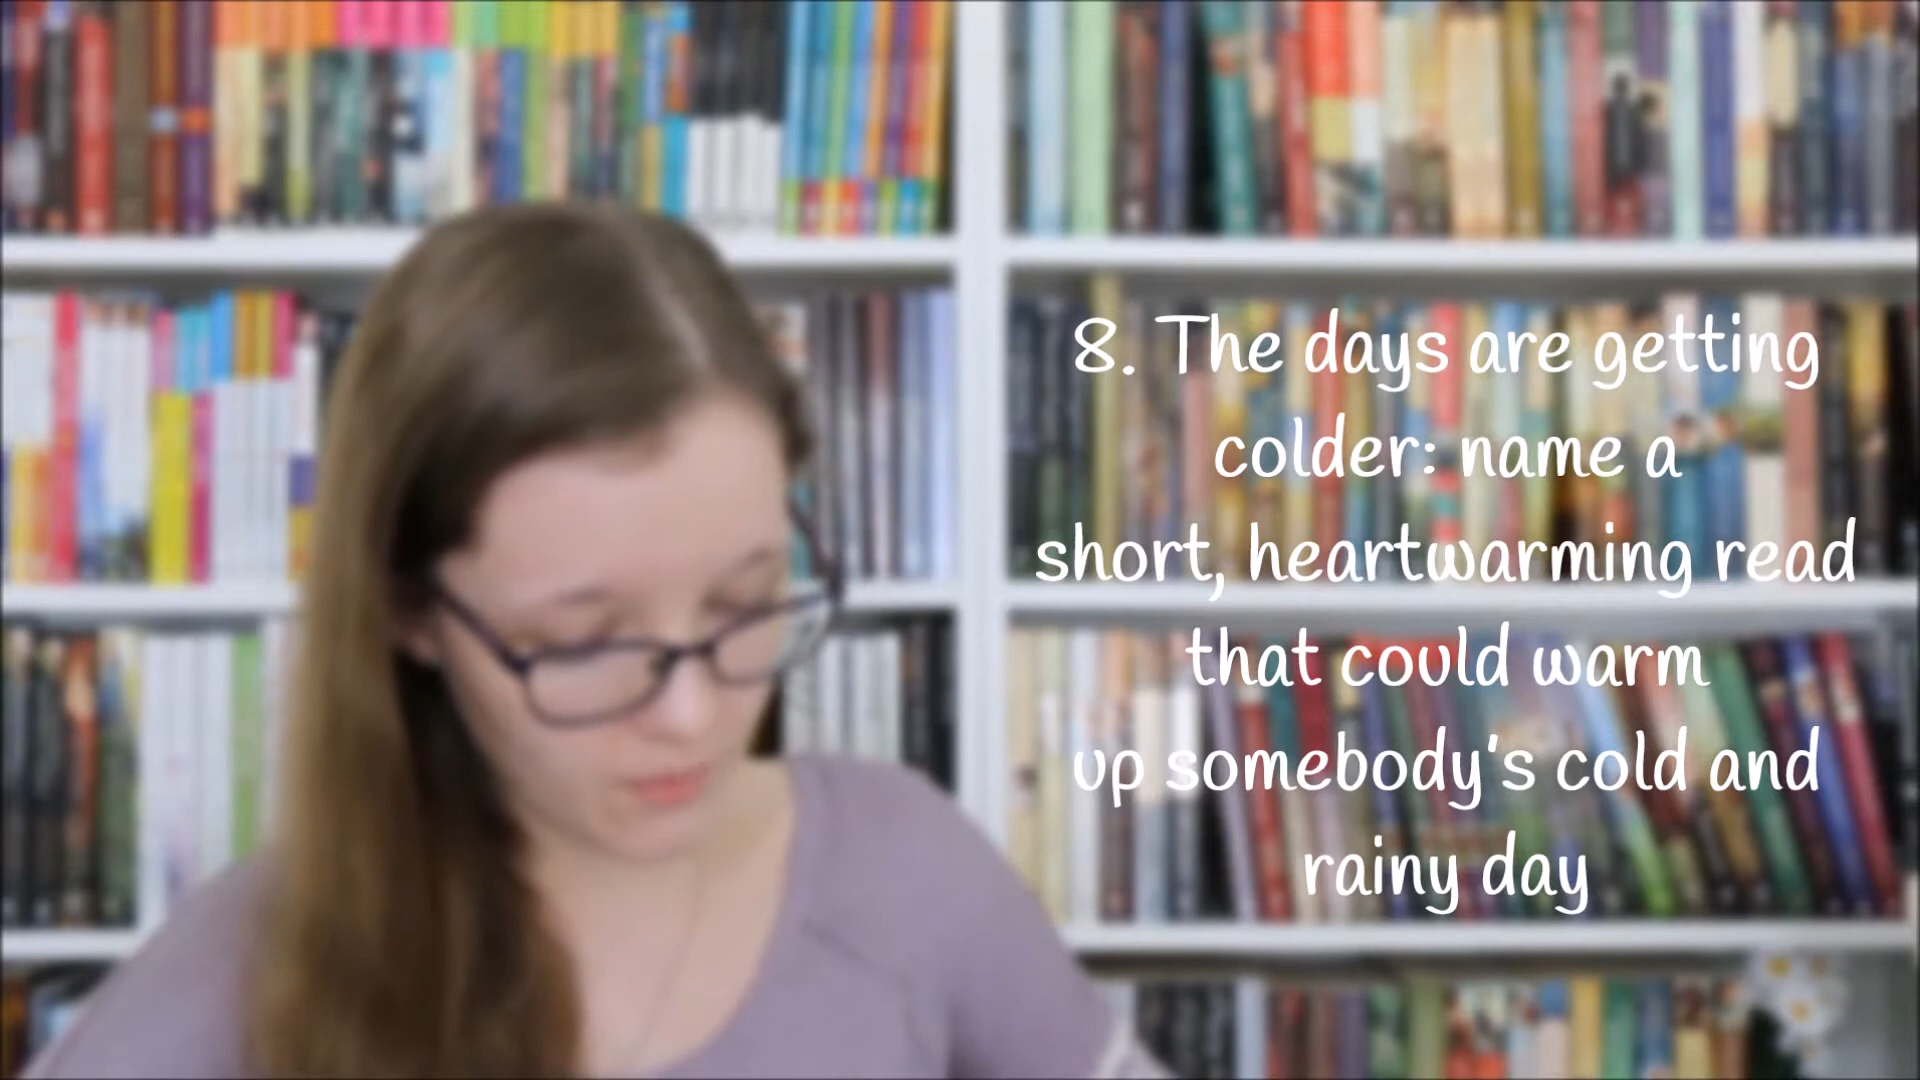 8. The days are getting
colder: name a
short, heartwarming read
that could warm
up somebody's cold and
rainy day